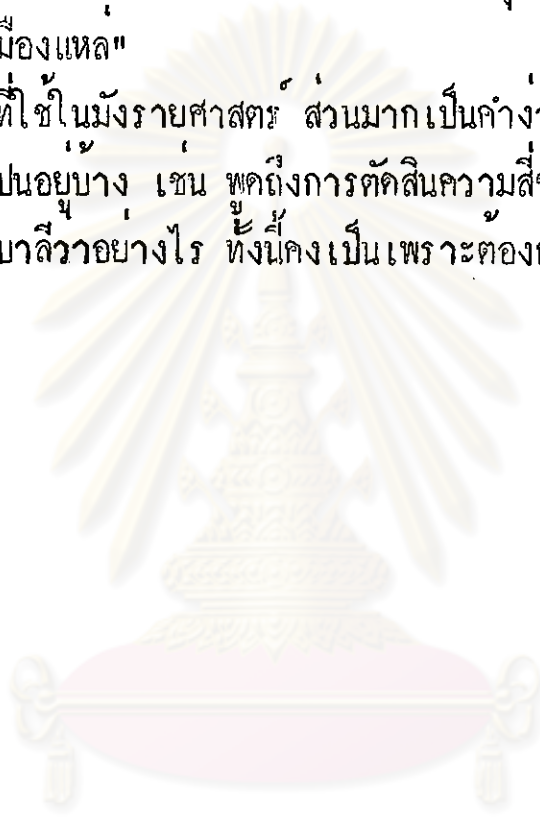 มืองแหล่"
ที่ใช้ในมังรายศาสตร์ ส่วนมากเป็นคำง่
ปนอยู่บ้าง เช่น พูดถึงการตัดสินความสี่
บาลีว่าอย่างไร ทั้งนี้คงเป็นเพราะต้อง